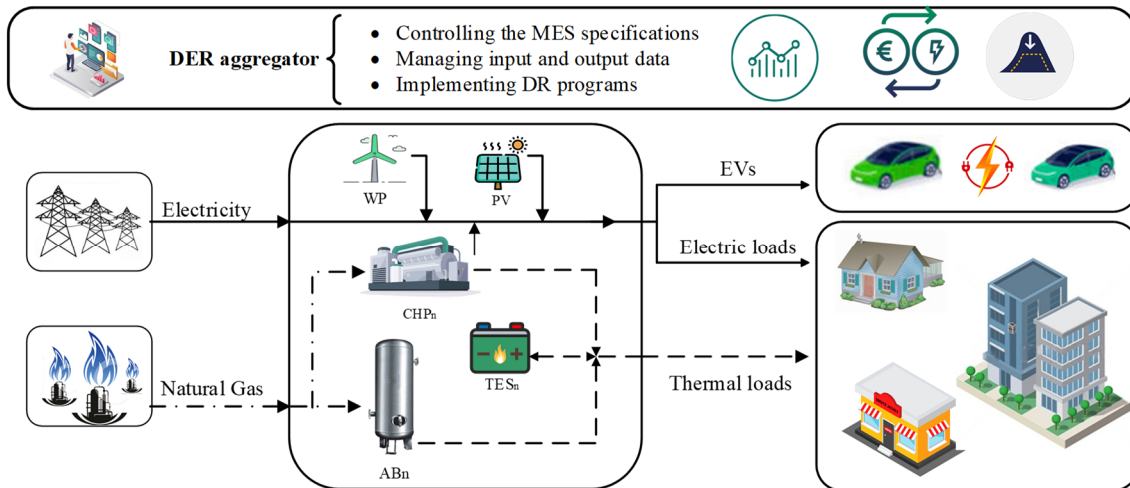 DER aggregator
• Controlling the MES specifications
• Managing input and output data
• Implementing DR programs
€
WP
PV
EVs
Electricity
Electric loads
CHPn
TESn
Natural Gas
Thermal loads
ABn